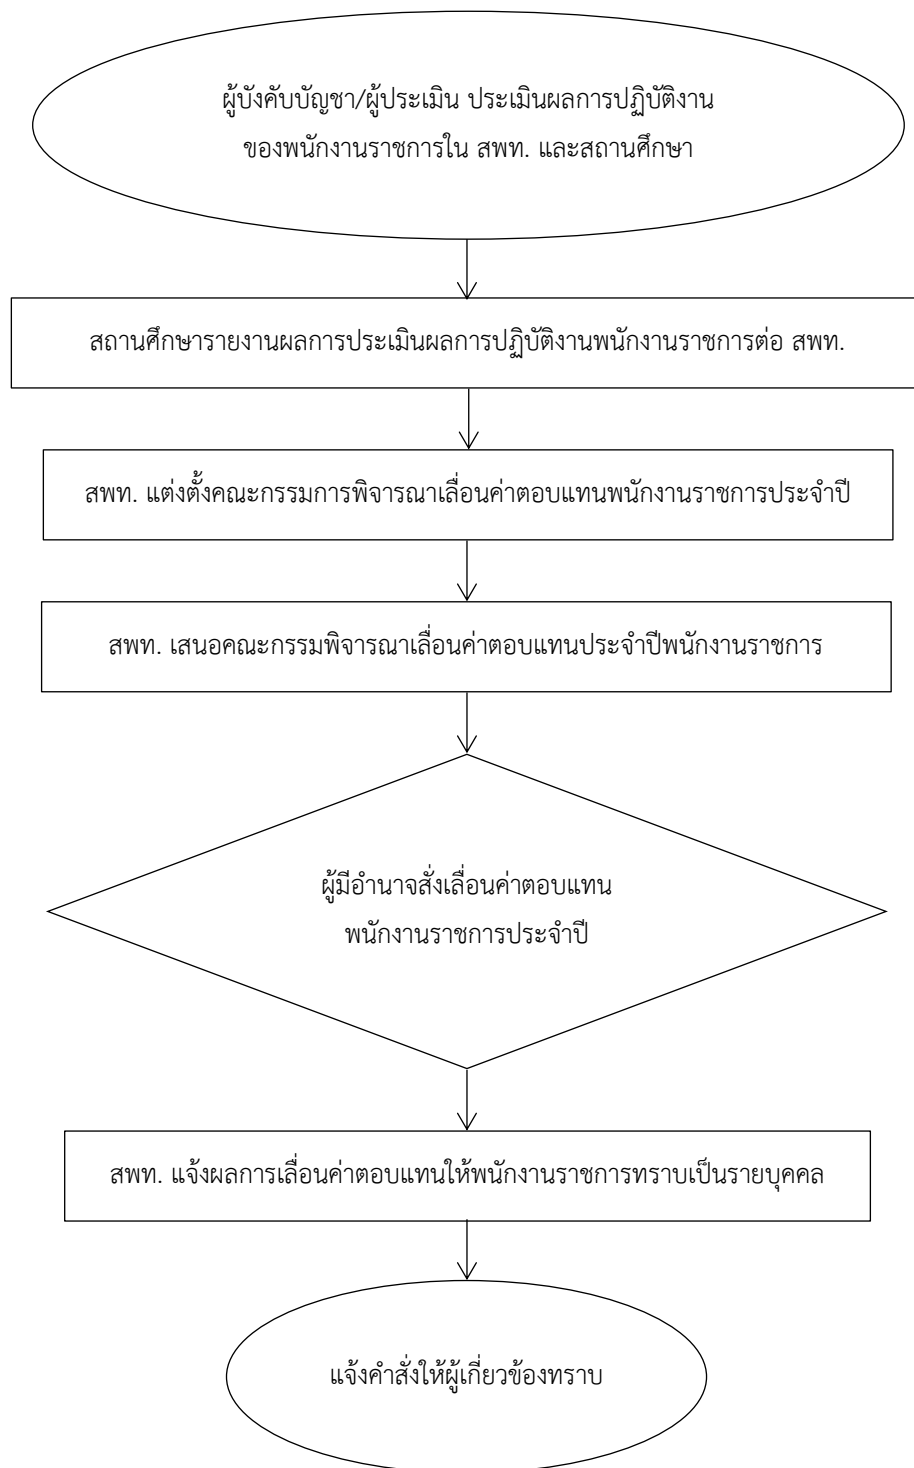 ผู้บังคับบัญชา/ผู้ประเมิน ประเมินผลการปฏิบัติงาน
ของพนักงานราชการใน สพท. และสถานศึกษา
สถานศึกษารายงานผลการประเมินผลการปฏิบัติงานพนักงานราชการต่อ สพท.
สพท. แต่งตั้งคณะกรรมการพิจารณาเลื่อนค่าตอบแทนพนักงานราชการประจำปี
สพท. เสนอคณะกรรมพิจารณาเลื่อนค่าตอบแทนประจำปีพนักงานราชการ
ผู้มีอำนาจสั่งเลื่อนค่าตอบแทน
พนักงานราชการประจำปี
สพท. แจ้งผลการเลื่อนค่าตอบแทนให้พนักงานราชการทราบเป็นรายบุคคล
แจ้งคำสั่งให้ผู้เกี่ยวข้องทราบ